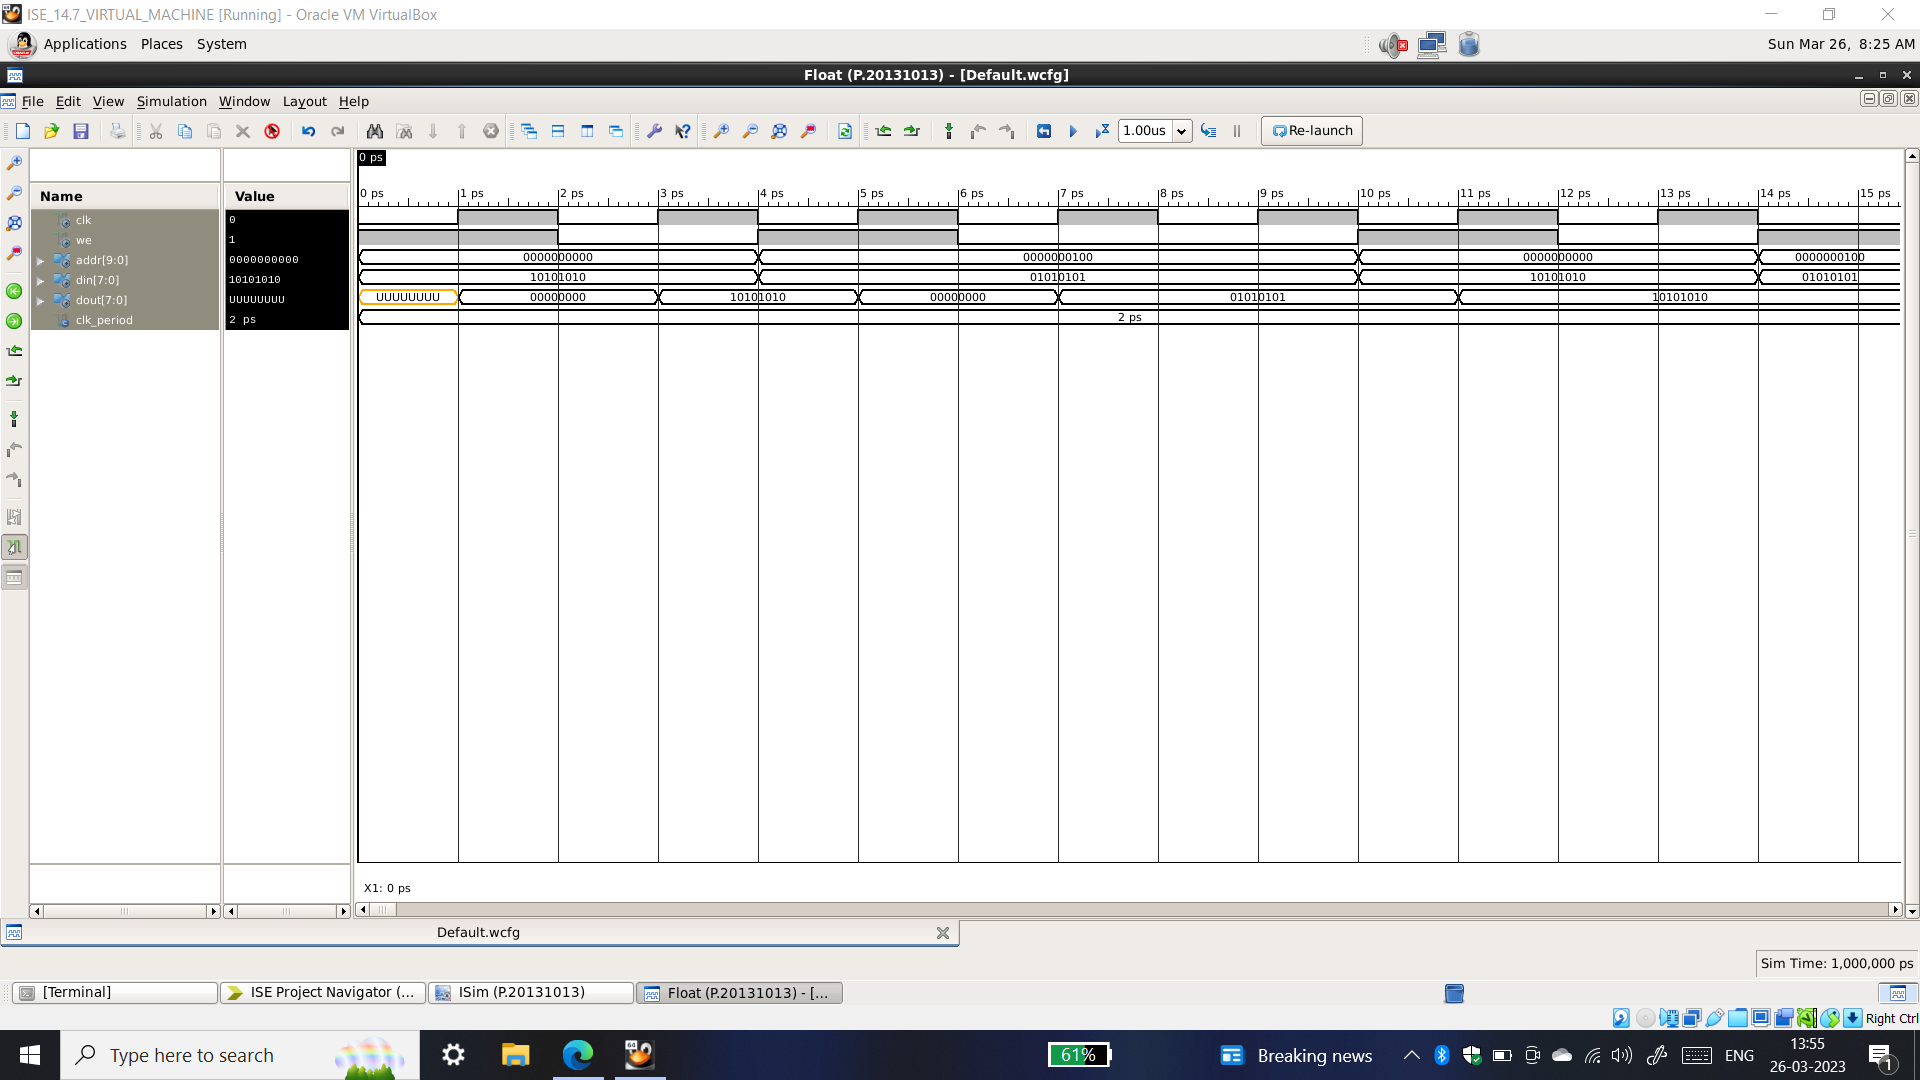 ISE_14.7_VIRTUAL_MACHINE [Running] - Oracle VM VirtualBox
Applications Places System
Sun Mar 26, 8:25 AM
Float (P.20131013) - [Default.wcfg]
File Edit View Simulation Window Layout Help
1.00us Re-launch
0 ps
0 ps 1 ps 2 ps 3 ps 4 ps 5 ps 6 ps 7 ps 8 ps 9 ps 10 ps 11 ps 12 ps 13 ps 14 ps 15 ps
Name Value
clk 0
we 1
addr[9:0] 0000000000 0000000000 0000000100 0000000000 0000000100
din[7:0] 10101010 10101010 01010101 10101010 01010101
dout[7:0] UUUUUUUU UUUUUUUU 00000000 10101010 00000000 01010101 10101010
clk_period 2 ps 2 ps
X1: 0 ps
Default.wcfg
Sim Time: 1,000,000 ps
[Terminal] ISE Project Navigator (... ISim (P.20131013) Float (P.20131013) - [...
Right Ctrl
Type here to search
64
61%
Breaking news
ENG
13:55
26-03-2023
1